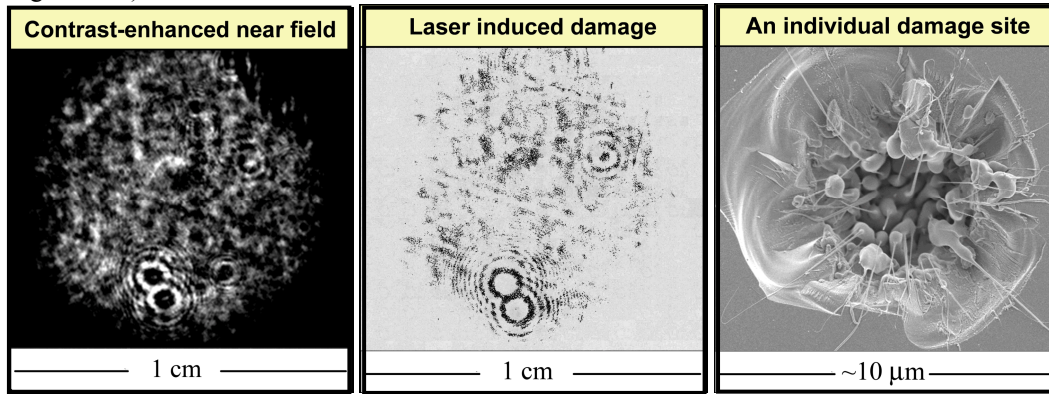 Contrast-enhanced near field
Laser induced damage
An individual damage site
1 cm
1 cm
~10 μm